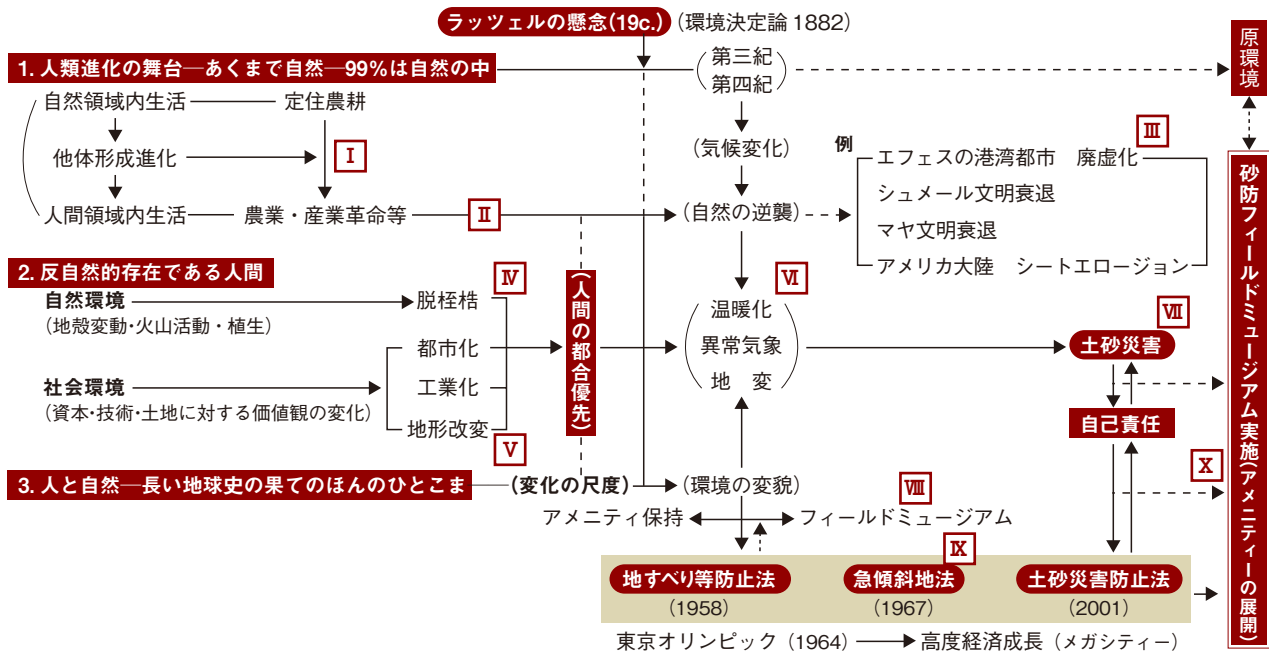 ラッツェルの懸念(19c.)(環境決定論 1882)
1. 人類進化の舞台―あくまで自然―99%は自然の中
第三紀
第四紀
原環境
自然領域内生活 定住農耕
他体形成進化
Ⅰ
(気候変化)
例
エフェスの港湾都市 廃虚化
Ⅲ
シュメール文明衰退
マヤ文明衰退
アメリカ大陸 シートエロージョン
人間領域内生活 農業・産業革命等
Ⅱ
(自然の逆襲)
2. 反自然的存在である人間
自然環境
(地殻変動・火山活動・植生)
脱桎梏
Ⅳ
都市化
社会環境
(資本・技術・土地に対する価値観の変化)
工業化
地形改変
Ⅴ
(人間の都合優先)
Ⅵ
温暖化
異常気象
地 変
Ⅶ
土砂災害
自己責任
Ⅹ
砂防フィールドミュージアム実施(アメニティーの展開)
3. 人と自然―長い地球史の果てのほんのひとこま
(変化の尺度)
(環境の変貌)
Ⅷ
アメニティ保持
フィールドミュージアム
Ⅸ
地すべり等防止法 急傾斜地法 土砂災害防止法
(1958) (1967) (2001)
東京オリンピック(1964) 高度経済成長(メガシティー)